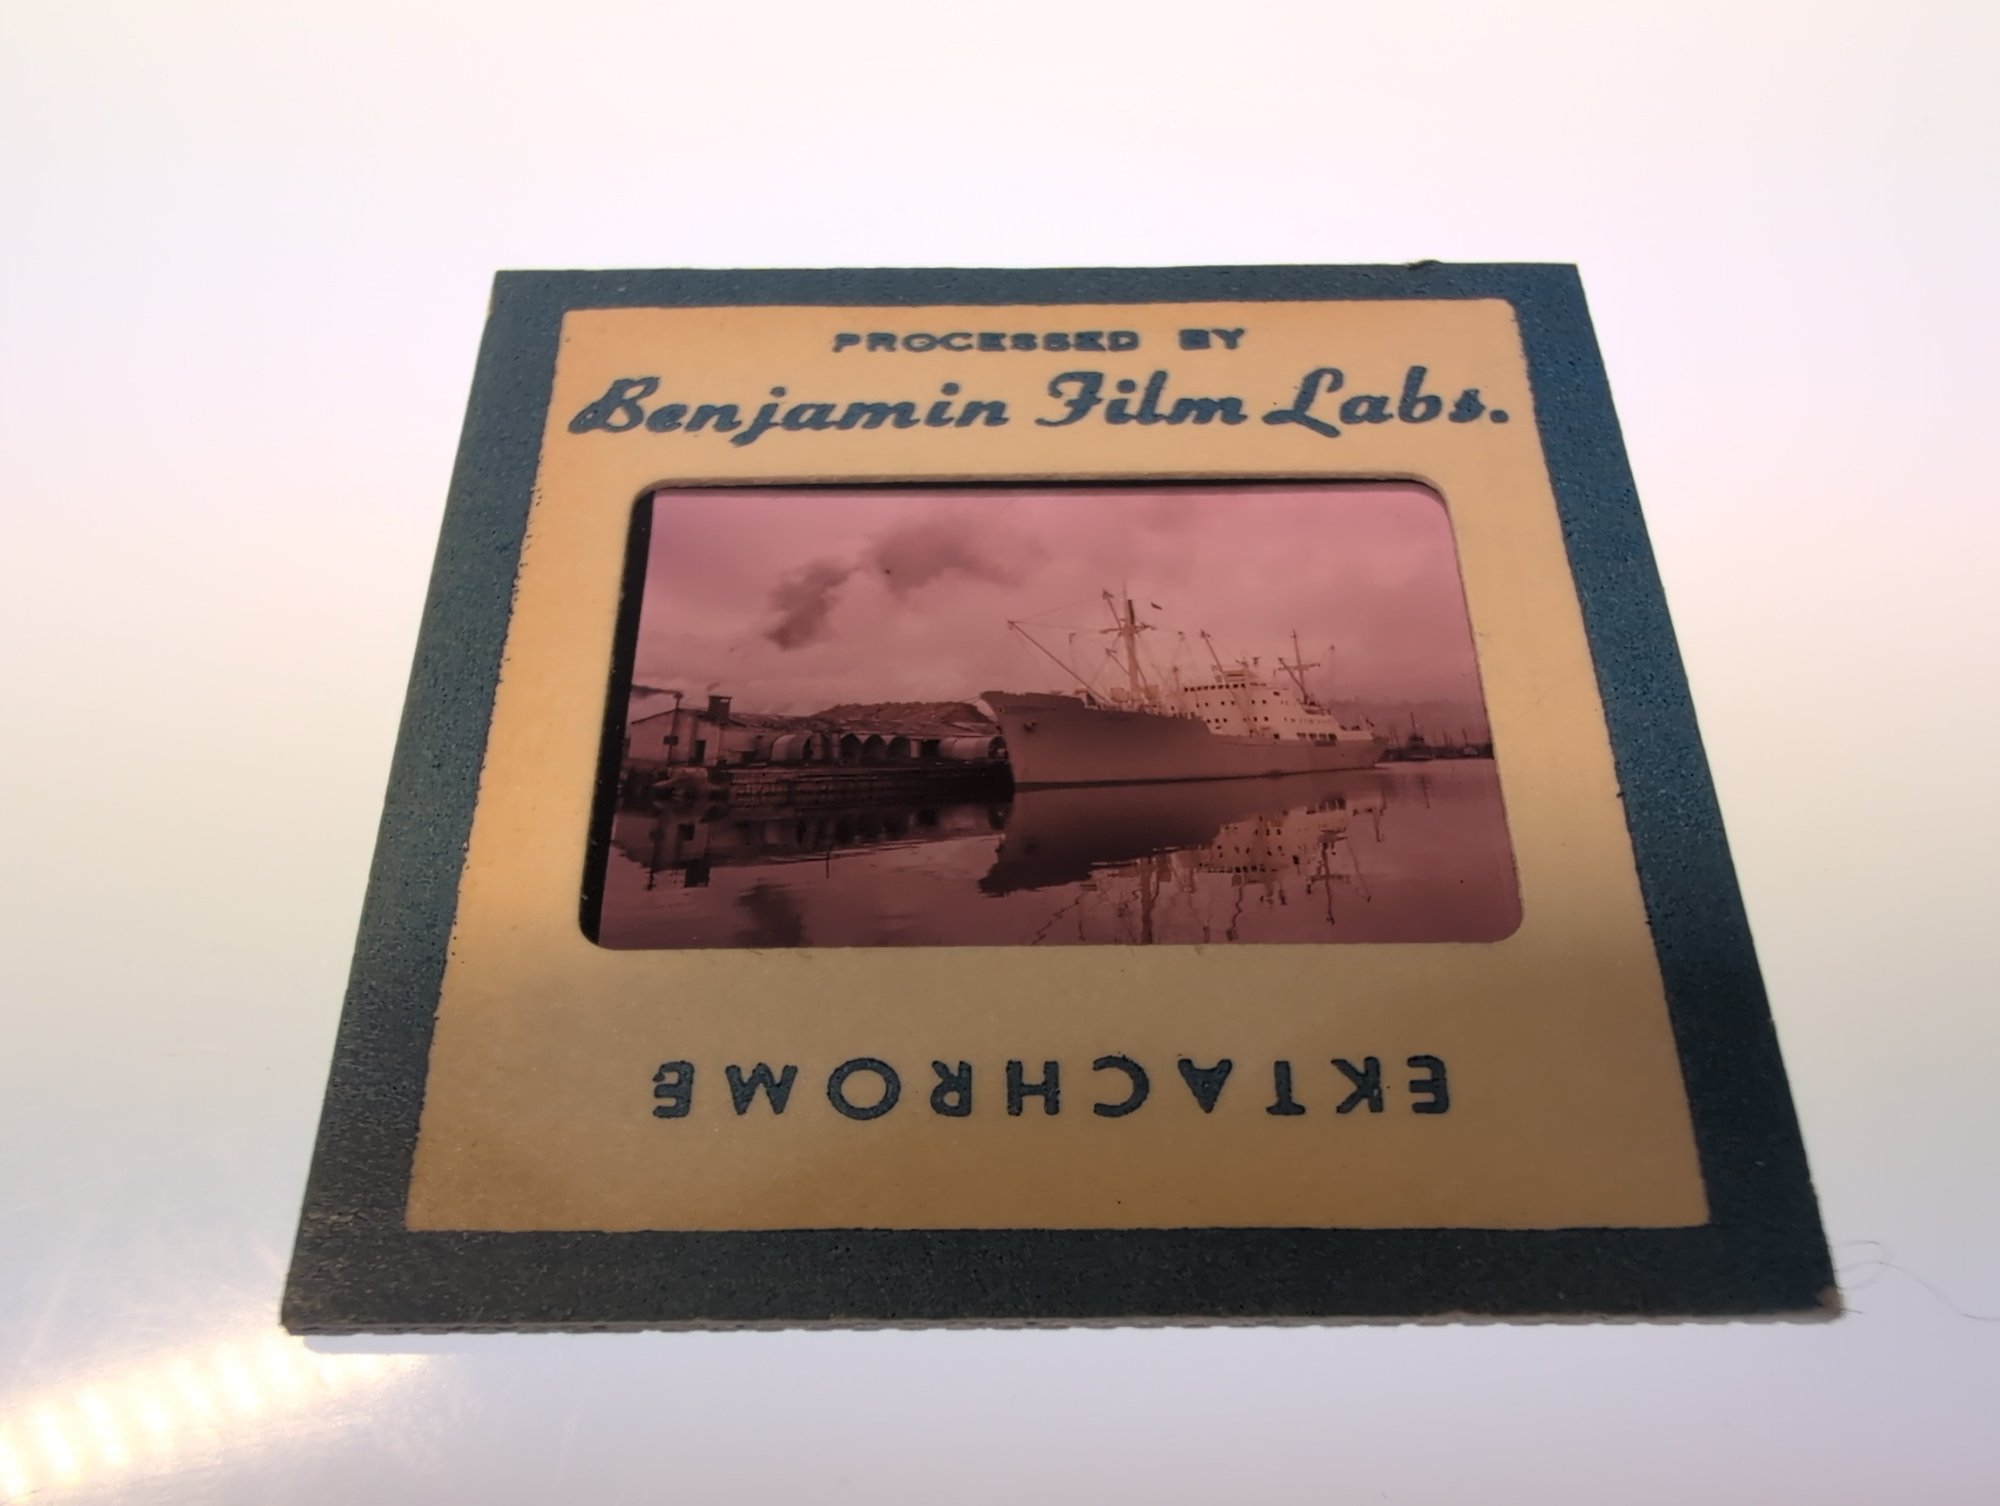 PROCESSED BY
Benjamin Film Labs.
EKTACHROME